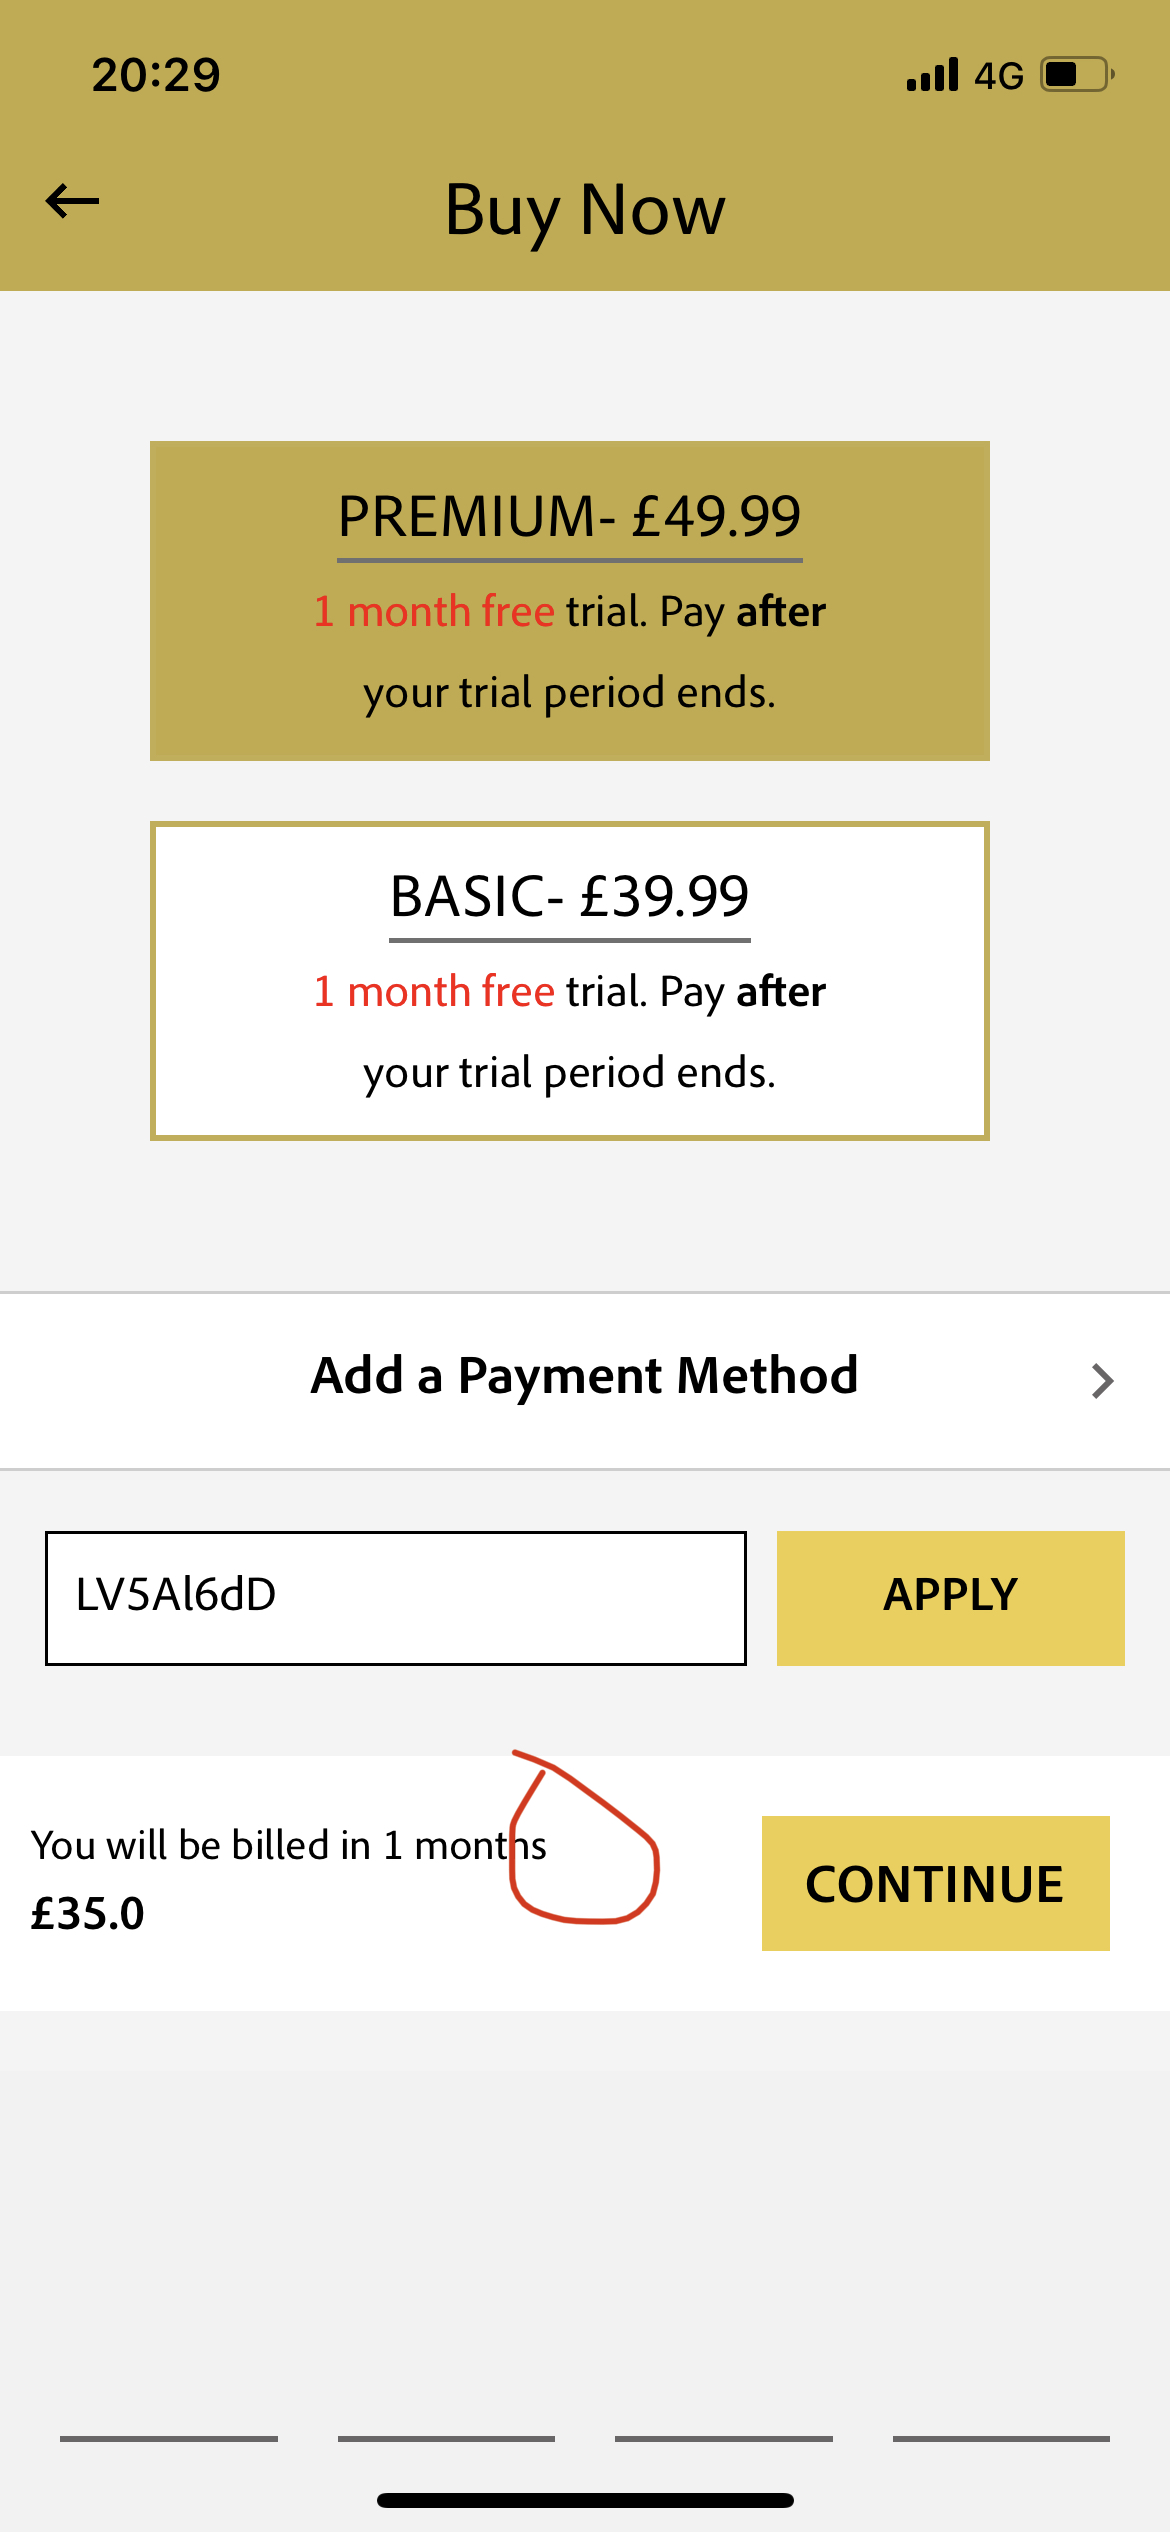 20:29
4G
Buy Now
PREMIUM- £49.99
1 month free trial. Pay after
your trial period ends.
BASIC- £39.99
1 month free trial. Pay after
your trial period ends.
Add a Payment Method
LV5Al6dD
APPLY
You will be billed in 1 months
£35.0
CONTINUE